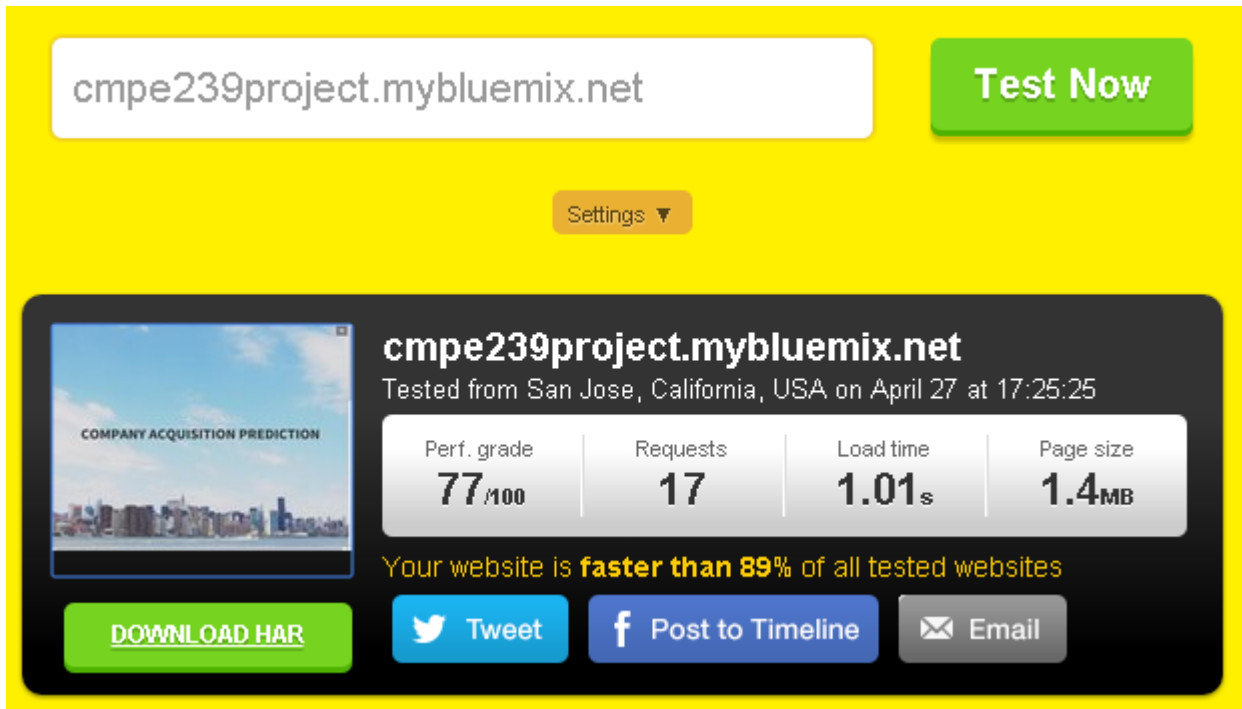 cmpe239project.mybluemix.net
Test Now
Settings ▼
COMPANY ACQUISITION PREDICTION
cmpe239project.mybluemix.net
Tested from San Jose, California, USA on April 27 at 17:25:25
Perf. grade Requests Load time Page size
77/100 17 1.01s 1.4MB
Your website is faster than 89% of all tested websites
DOWNLOAD HAR
Tweet
Post to Timeline
Email